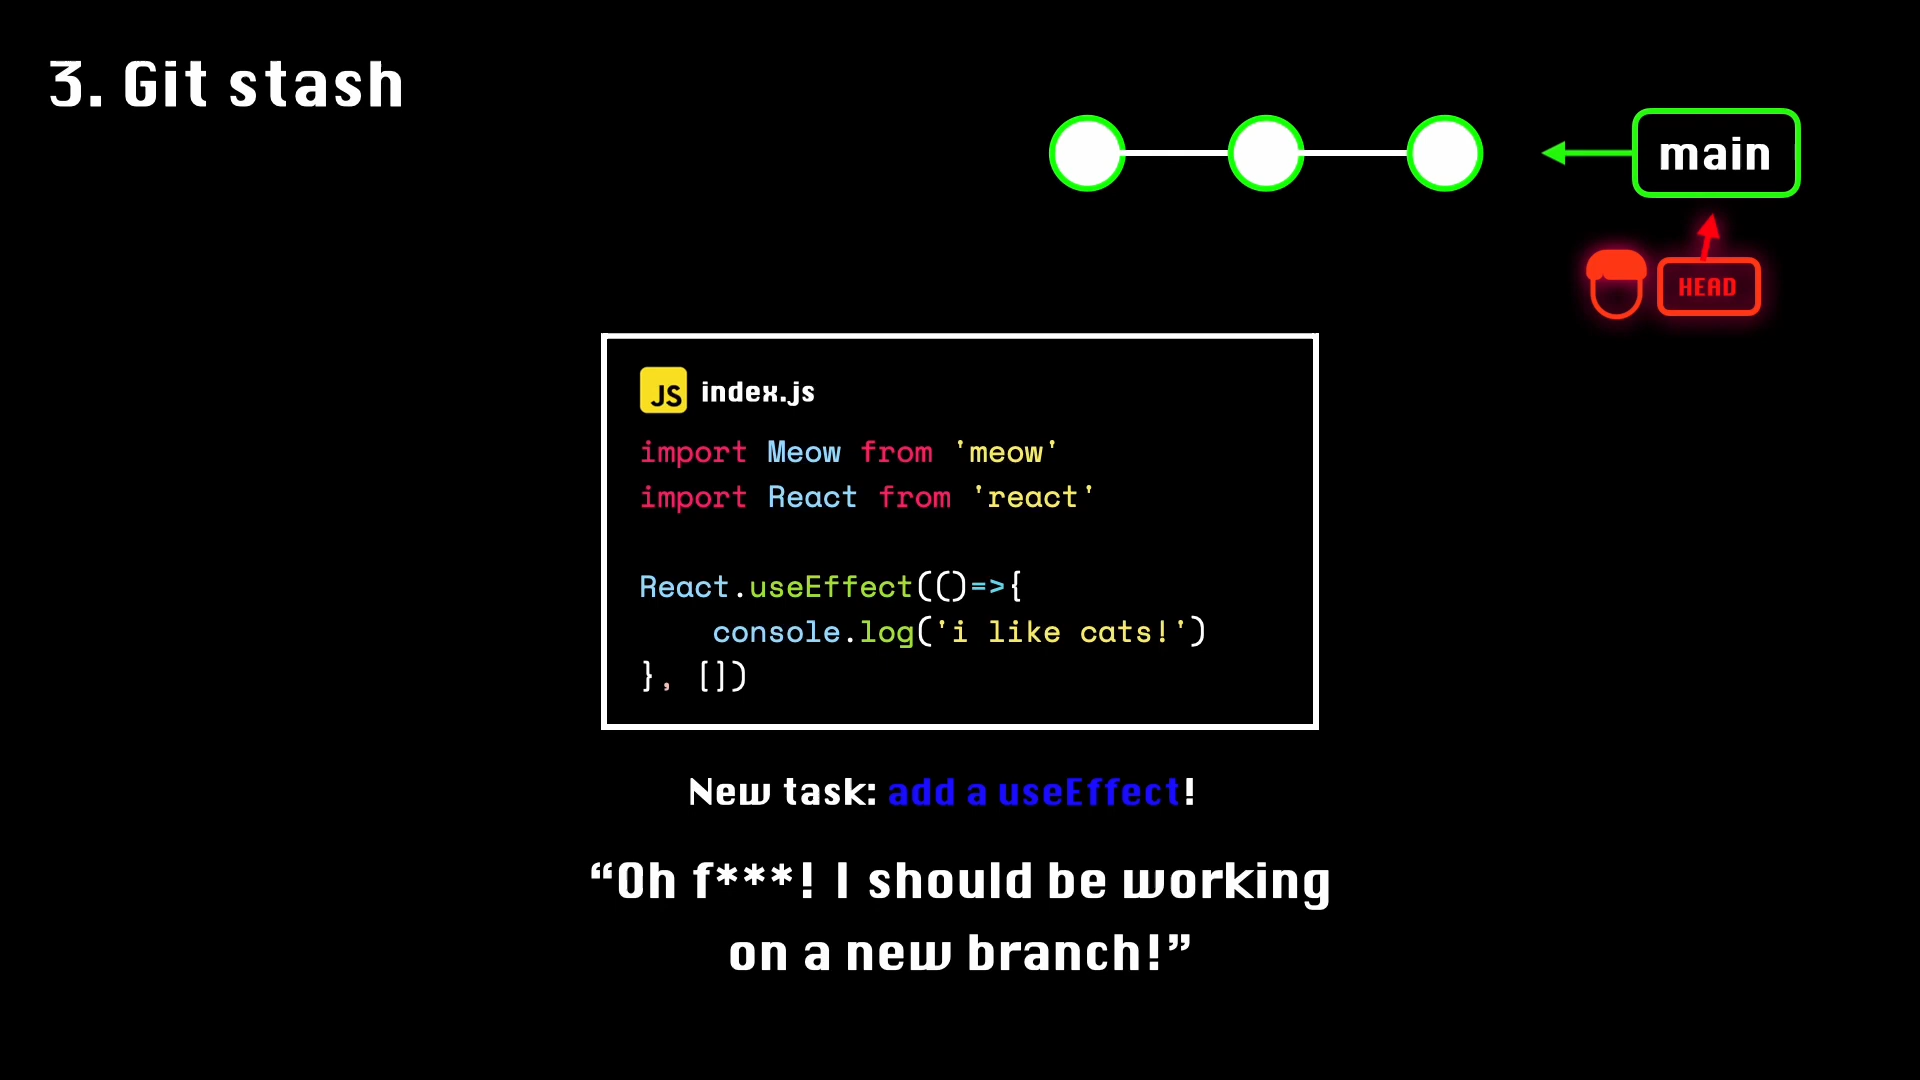 3. Git stash
main
HEAD
JS index.js
import Meow from 'meow'
import React from 'react'
React.useEffect(()=>{
    console.log('i like cats!')
}, [])
New task: add a useEffect!
“Oh f***! I should be working
on a new branch!”